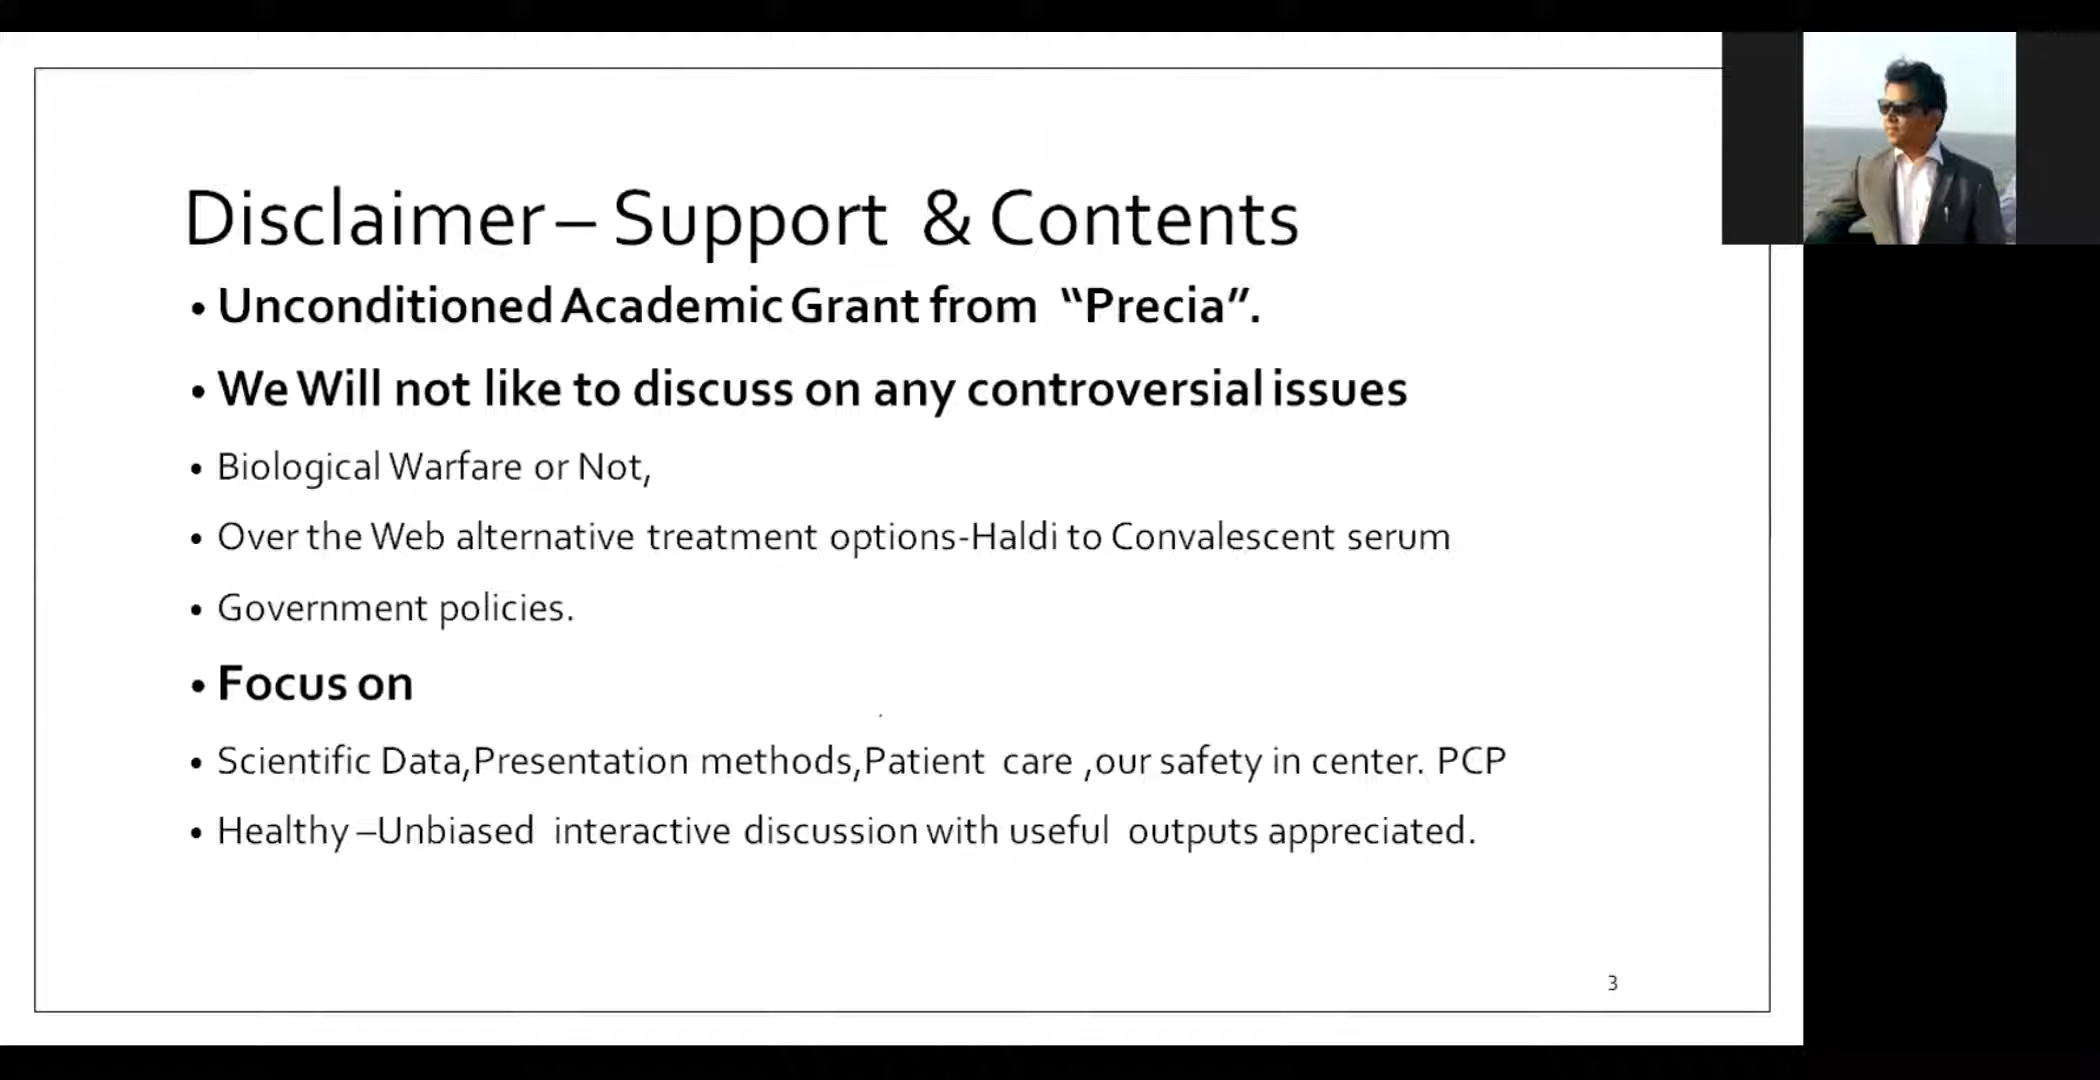 Disclaimer – Support & Contents
• Unconditioned Academic Grant from “Precia”.
• We Will not like to discuss on any controversial issues
• Biological Warfare or Not,
• Over the Web alternative treatment options-Haldi to Convalescent serum
• Government policies.
• Focus on
• Scientific Data,Presentation methods,Patient care ,our safety in center. PCP
• Healthy –Unbiased interactive discussion with useful outputs appreciated.
3